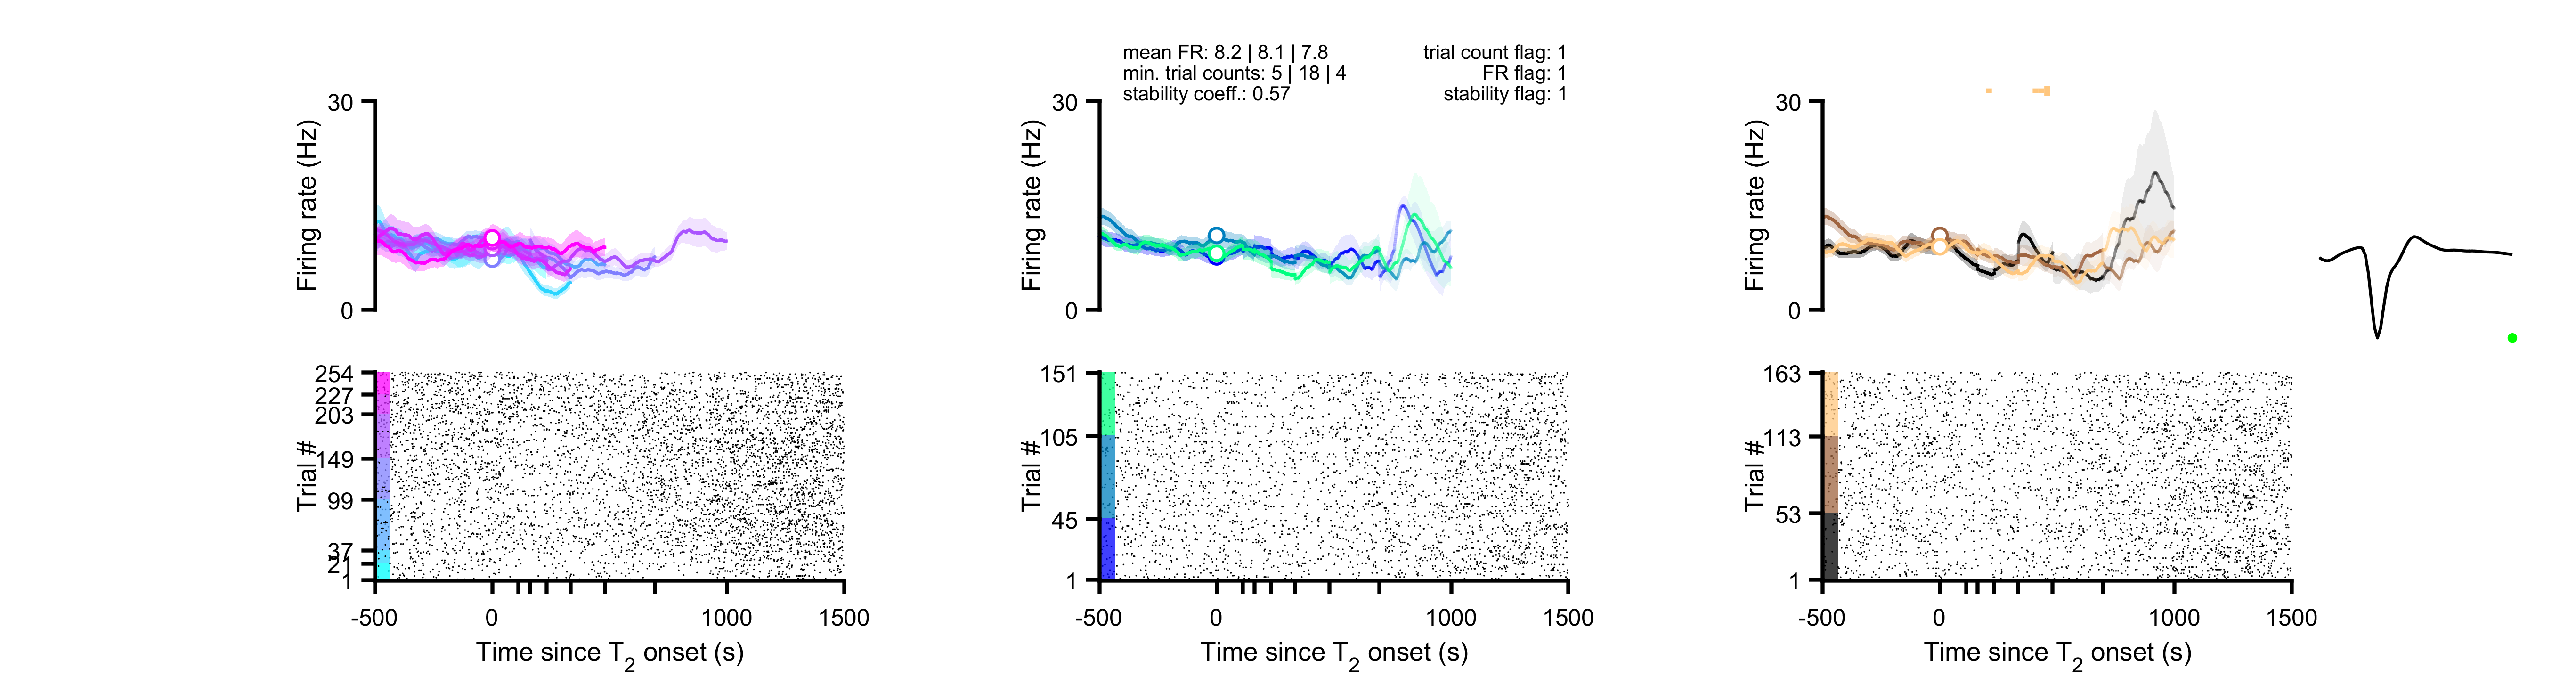 mean FR: 8.2 | 8.1 | 7.8
min. trial counts: 5 | 18 | 4
stability coeff.: 0.57
trial count flag: 1
FR flag: 1
stability flag: 1
30
Firing rate (Hz)
0
254
227
203
149
99
37
21
1
Trial #
-500
0
1000
1500
Time since T2 onset (s)
30
Firing rate (Hz)
0
151
105
45
1
Trial #
-500
0
1000
1500
Time since T2 onset (s)
30
Firing rate (Hz)
0
163
113
53
1
Trial #
-500
0
1000
1500
Time since T2 onset (s)